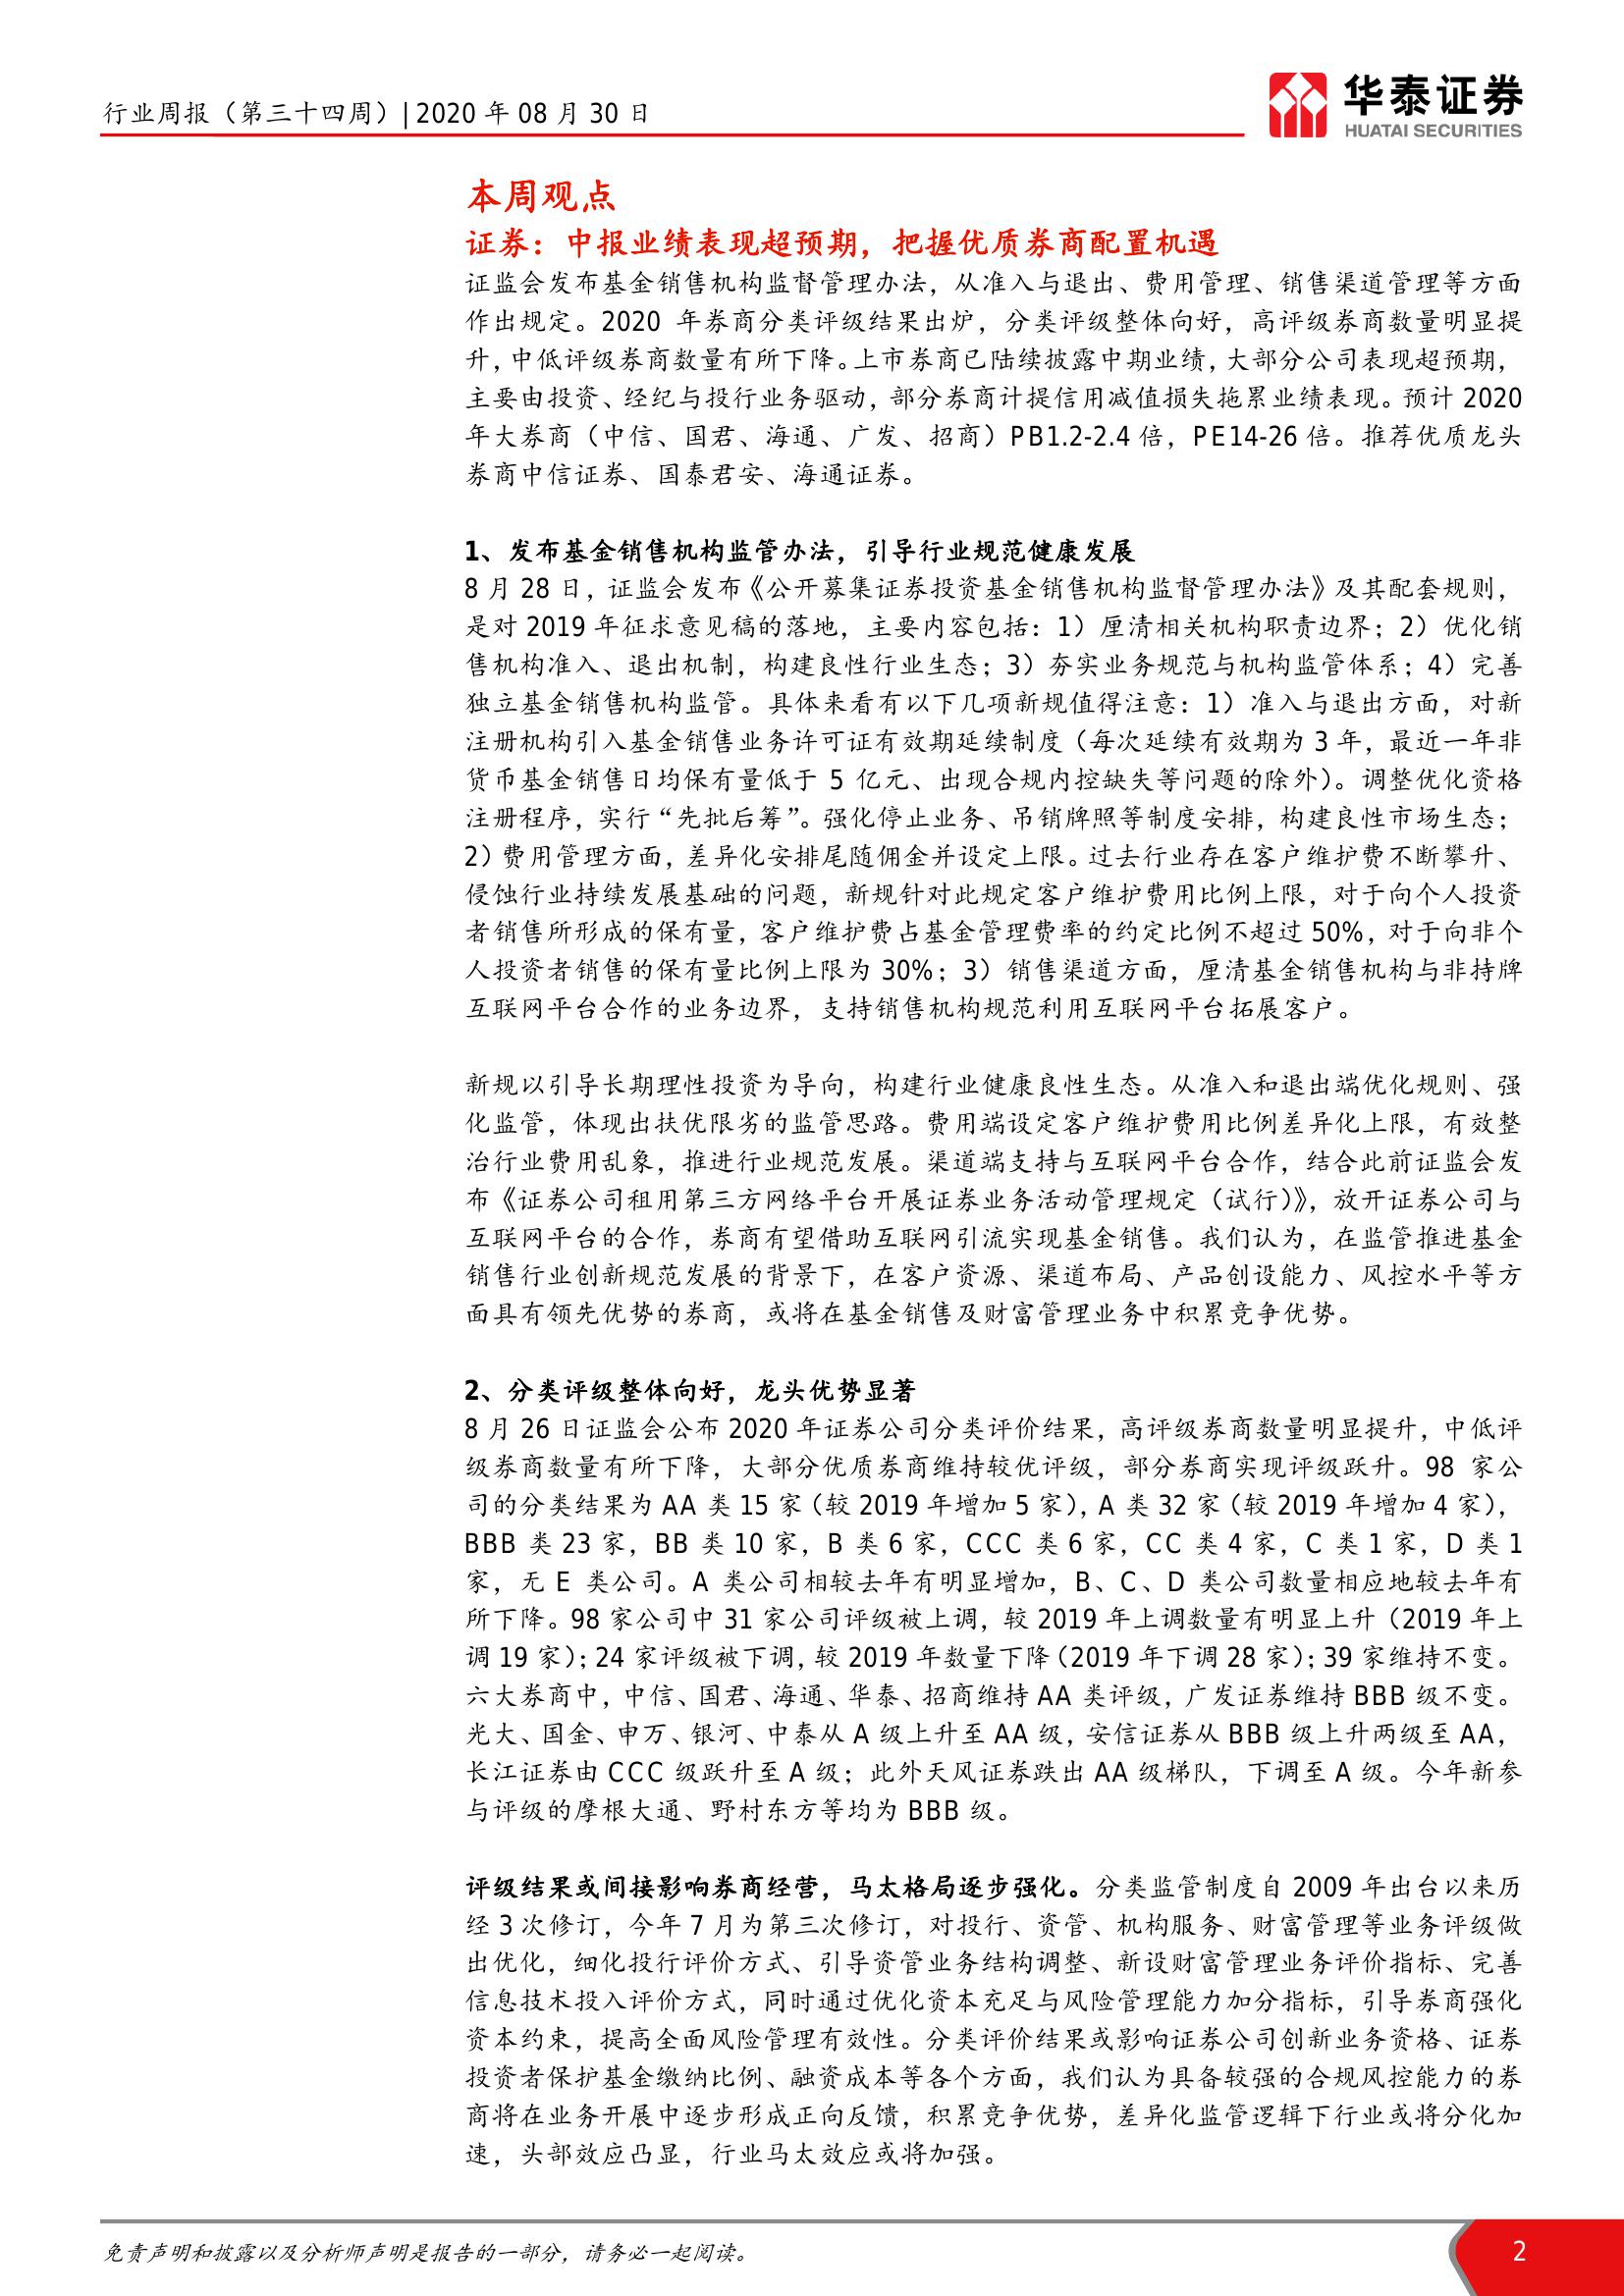 行业周报（第三十四周）| 2020 年 08 月 30 日
华泰证券
HUATAI SECURITIES
本周观点
证券：中报业绩表现超预期，把握优质券商配置机遇
证监会发布基金销售机构监督管理办法，从准入与退出、费用管理、销售渠道管理等方面
作出规定。2020 年券商分类评级结果出炉，分类评级整体向好，高评级券商数量明显提
升，中低评级券商数量有所下降。上市券商已陆续披露中期业绩，大部分公司表现超预期，
主要由投资、经纪与投行业务驱动，部分券商计提信用减值损失拖累业绩表现。预计 2020
年大券商（中信、国君、海通、广发、招商）PB1.2-2.4 倍，PE14-26 倍。推荐优质龙头
券商中信证券、国泰君安、海通证券。
1、发布基金销售机构监管办法，引导行业规范健康发展
8 月 28 日，证监会发布《公开募集证券投资基金销售机构监督管理办法》及其配套规则，
是对 2019 年征求意见稿的落地，主要内容包括：1）厘清相关机构职责边界；2）优化销
售机构准入、退出机制，构建良性行业生态；3）夯实业务规范与机构监管体系；4）完善
独立基金销售机构监管。具体来看有以下几项新规值得注意：1）准入与退出方面，对新
注册机构引入基金销售业务许可证有效期延续制度（每次延续有效期为 3 年，最近一年非
货币基金销售日均保有量低于 5 亿元、出现合规内控缺失等问题的除外）。调整优化资格
注册程序，实行“先批后筹”。强化停止业务、吊销牌照等制度安排，构建良性市场生态；
2）费用管理方面，差异化安排尾随佣金并设定上限。过去行业存在客户维护费不断攀升、
侵蚀行业持续发展基础的问题，新规针对此规定客户维护费用比例上限，对于向个人投资
者销售所形成的保有量，客户维护费占基金管理费率的约定比例不超过 50%，对于向非个
人投资者销售的保有量比例上限为 30%；3）销售渠道方面，厘清基金销售机构与非持牌
互联网平台合作的业务边界，支持销售机构规范利用互联网平台拓展客户。
新规以引导长期理性投资为导向，构建行业健康良性生态。从准入和退出端优化规则、强
化监管，体现出扶优限劣的监管思路。费用端设定客户维护费用比例差异化上限，有效整
治行业费用乱象，推进行业规范发展。渠道端支持与互联网平台合作，结合此前证监会发
布《证券公司租用第三方网络平台开展证券业务活动管理规定（试行）》，放开证券公司与
互联网平台的合作，券商有望借助互联网引流实现基金销售。我们认为，在监管推进基金
销售行业创新规范发展的背景下，在客户资源、渠道布局、产品创设能力、风控水平等方
面具有领先优势的券商，或将在基金销售及财富管理业务中积累竞争优势。
2、分类评级整体向好，龙头优势显著
8 月 26 日证监会公布 2020 年证券公司分类评价结果，高评级券商数量明显提升，中低评
级券商数量有所下降，大部分优质券商维持较优评级，部分券商实现评级跃升。98 家公
司的分类结果为 AA 类 15 家（较 2019 年增加 5 家），A 类 32 家（较 2019 年增加 4 家），
BBB 类 23 家，BB 类 10 家，B 类 6 家，CCC 类 6 家，CC 类 4 家，C 类 1 家，D 类 1
家，无 E 类公司。A 类公司相较去年有明显增加，B、C、D 类公司数量相应地较去年有
所下降。98 家公司中 31 家公司评级被上调，较 2019 年上调数量有明显上升（2019 年上
调 19 家）；24 家评级被下调，较 2019 年数量下降（2019 年下调 28 家）；39 家维持不变。
六大券商中，中信、国君、海通、华泰、招商维持 AA 类评级，广发证券维持 BBB 级不变。
光大、国金、申万、银河、中泰从 A 级上升至 AA 级，安信证券从 BBB 级上升两级至 AA，
长江证券由 CCC 级跃升至 A 级；此外天风证券跌出 AA 级梯队，下调至 A 级。今年新参
与评级的摩根大通、野村东方等均为 BBB 级。
评级结果或间接影响券商经营，马太格局逐步强化。分类监管制度自 2009 年出台以来历
经 3 次修订，今年 7 月为第三次修订，对投行、资管、机构服务、财富管理等业务评级做
出优化，细化投行评价方式、引导资管业务结构调整、新设财富管理业务评价指标、完善
信息技术投入评价方式，同时通过优化资本充足与风险管理能力加分指标，引导券商强化
资本约束，提高全面风险管理有效性。分类评价结果或影响证券公司创新业务资格、证券
投资者保护基金缴纳比例、融资成本等各个方面，我们认为具备较强的合规风控能力的券
商将在业务开展中逐步形成正向反馈，积累竞争优势，差异化监管逻辑下行业或将分化加
速，头部效应凸显，行业马太效应或将加强。
免责声明和披露以及分析师声明是报告的一部分，请务必一起阅读。
2